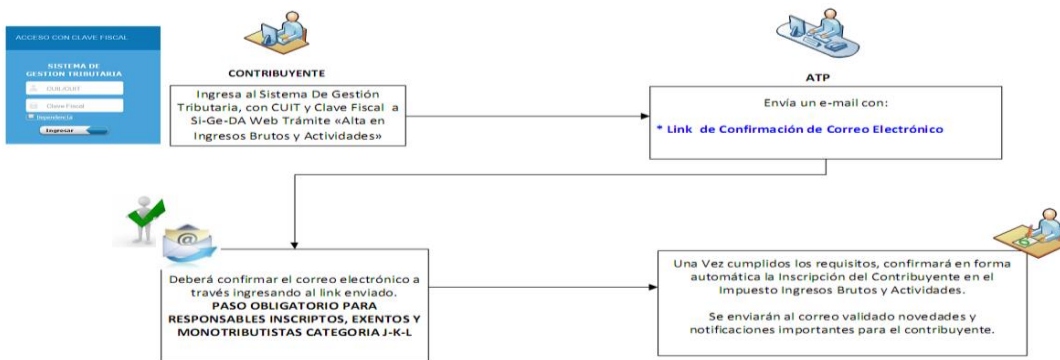 ACCESO CON CLAVE FISCAL
SISTEMA DE
GESTION TRIBUTARIA
CUIL/CUIT
Clave Fiscal
Dependencia
Ingresar
CONTRIBUYENTE
Ingresa al Sistema De Gestión
Tributaria, con CUIT y Clave Fiscal a
Si-Ge-DA Web Trámite «Alta en
Ingresos Brutos y Actividades»
ATP
Envía un e-mail con:
* Link de Confirmación de Correo Electrónico
Deberá confirmar el correo electrónico a
través ingresando al link enviado.
PASO OBLIGATORIO PARA
RESPONSABLES INSCRIPTOS, EXENTOS Y
MONOTRIBUTISTAS CATEGORIA J-K-L
Una Vez cumplidos los requisitos, confirmará en forma
automática la Inscripción del Contribuyente en el
Impuesto Ingresos Brutos y Actividades.
Se enviarán al correo validado novedades y
notificaciones importantes para el contribuyente.